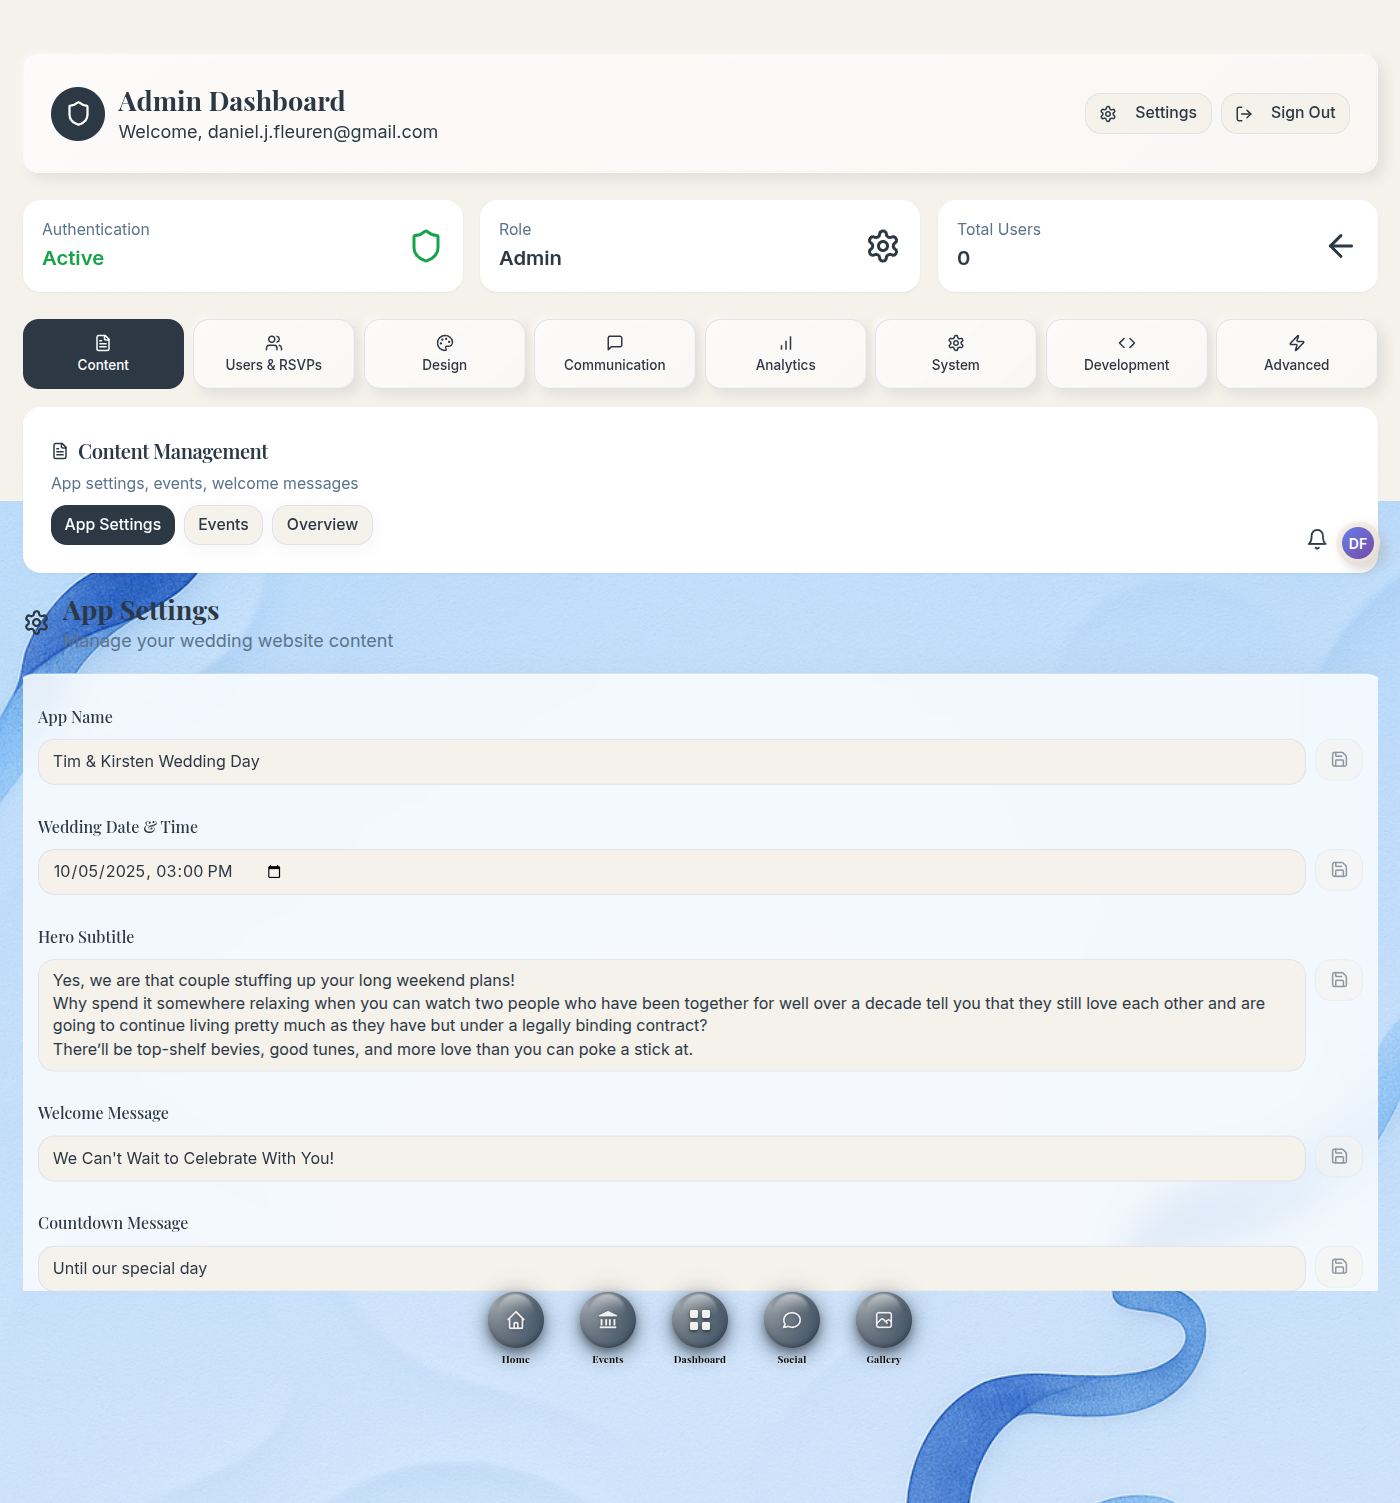 Admin Dashboard
Welcome, daniel.j.fleuren@gmail.com
Settings
Sign Out
Authentication
Active
Role
Admin
Total Users
0
Content
Users & RSVPs
Design
Communication
Analytics
System
Development
Advanced
Content Management
App settings, events, welcome messages
App Settings
Events
Overview
DF
App Settings
Manage your wedding website content
App Name
Tim & Kirsten Wedding Day
Wedding Date & Time
10/05/2025, 03:00 PM
Hero Subtitle
Yes, we are that couple stuffing up your long weekend plans!
Why spend it somewhere relaxing when you can watch two people who have been together for well over a decade tell you that they still love each other and are
going to continue living pretty much as they have but under a legally binding contract?
There’ll be top-shelf bevies, good tunes, and more love than you can poke a stick at.
Welcome Message
We Can't Wait to Celebrate With You!
Countdown Message
Until our special day
Home
Events
Dashboard
Social
Gallery